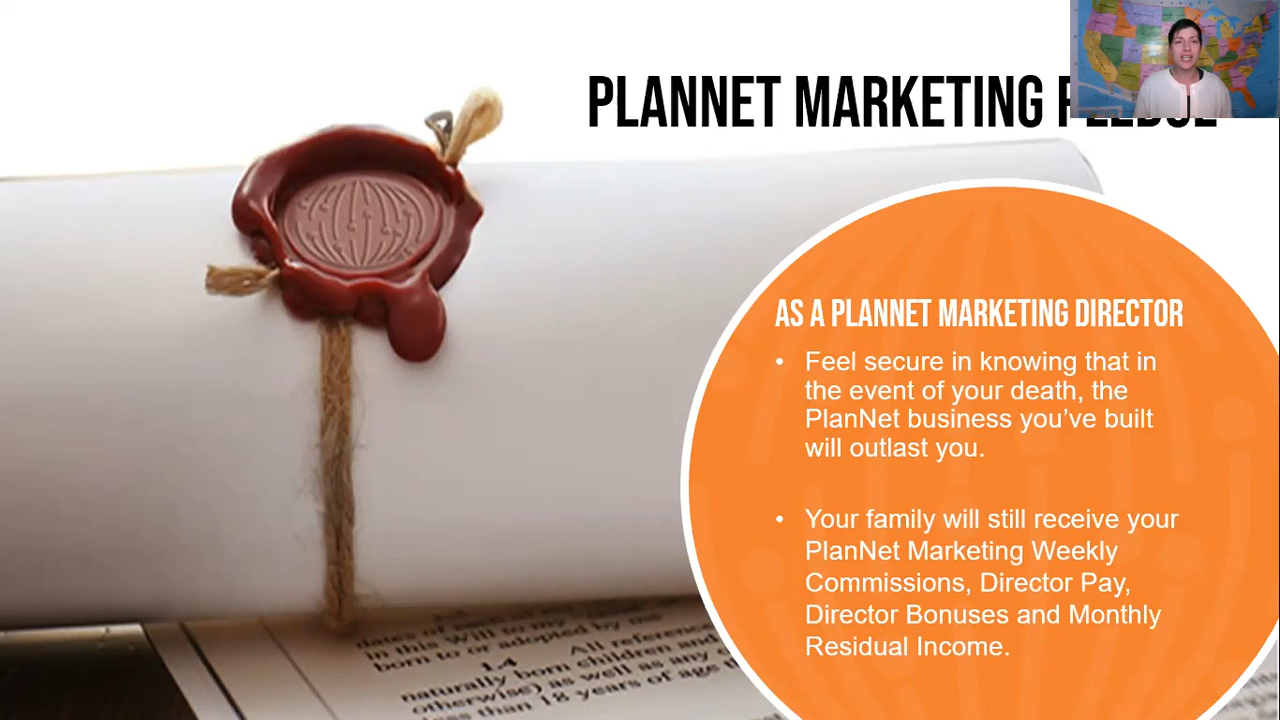 PLANNET MARKETING PLEDGE
AS A PLANNET MARKETING DIRECTOR
• Feel secure in knowing that in
the event of your death, the
PlanNet business you’ve built
will outlast you.
• Your family will still receive your
PlanNet Marketing Weekly
Commissions, Director Pay,
Director Bonuses and Monthly
Residual Income.
in this Will to
born to or adopted by
1.4 All
naturally born children and
otherwise) as well as any
less than 18 years of age